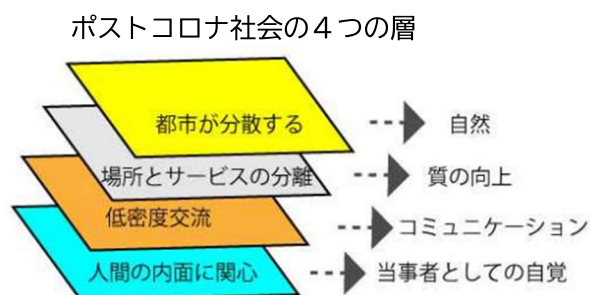 ポストコロナ社会の４つの層
都市が分散する
自然
場所とサービスの分離
質の向上
低密度交流
コミュニケーション
人間の内面に関心
当事者としての自覚